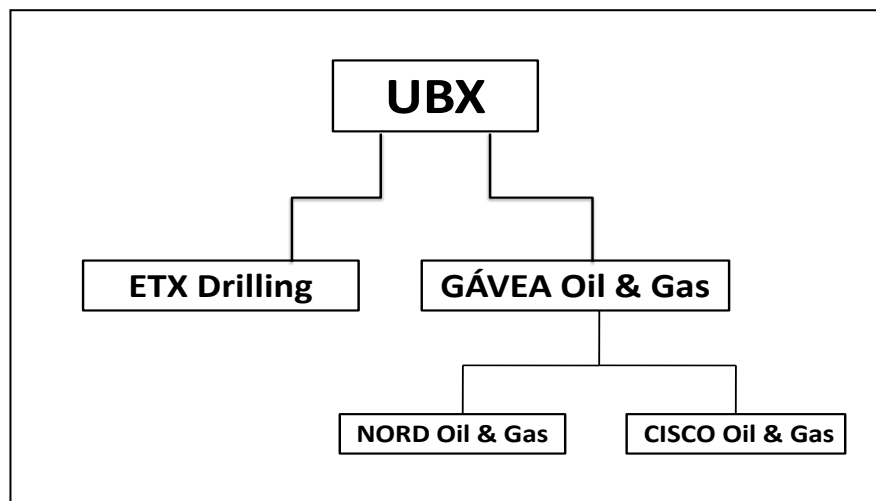 UBX
ETX Drilling
GÁVEA Oil & Gas
NORD Oil & Gas
CISCO Oil & Gas